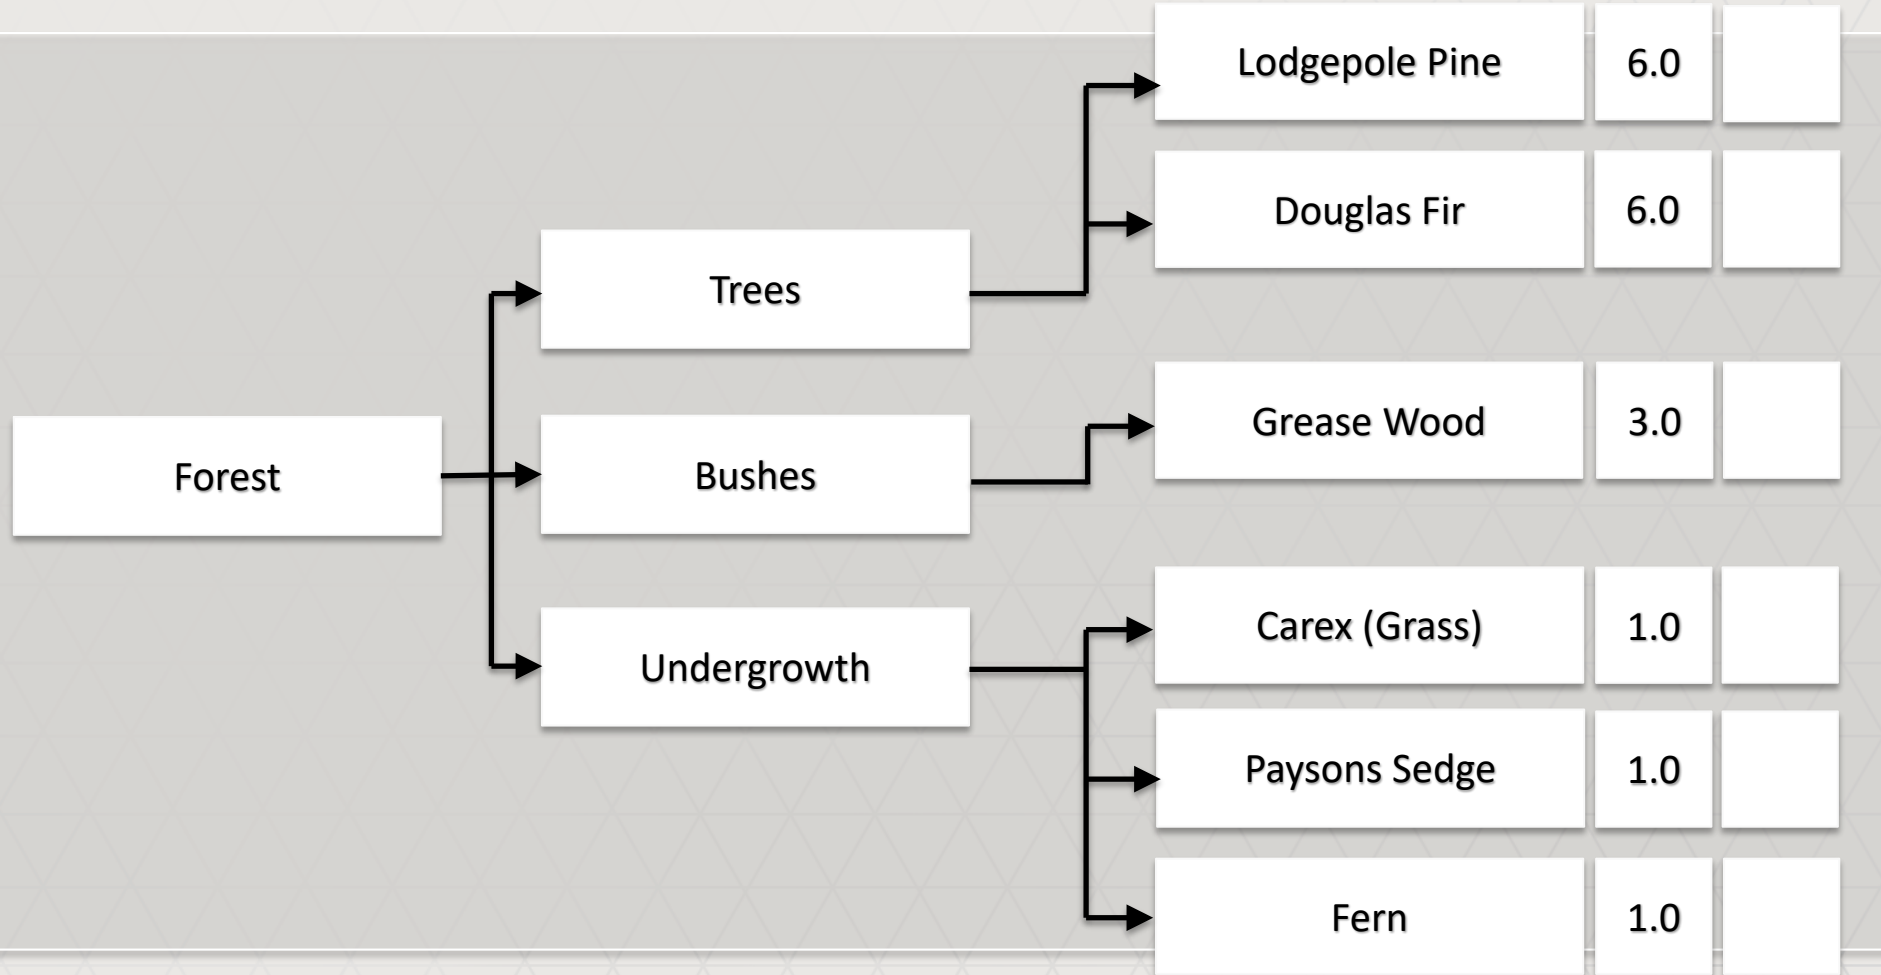 Lodgepole Pine 6.0
Douglas Fir 6.0
Trees
Grease Wood 3.0
Forest
Bushes
Carex (Grass) 1.0
Undergrowth
Paysons Sedge 1.0
Fern 1.0